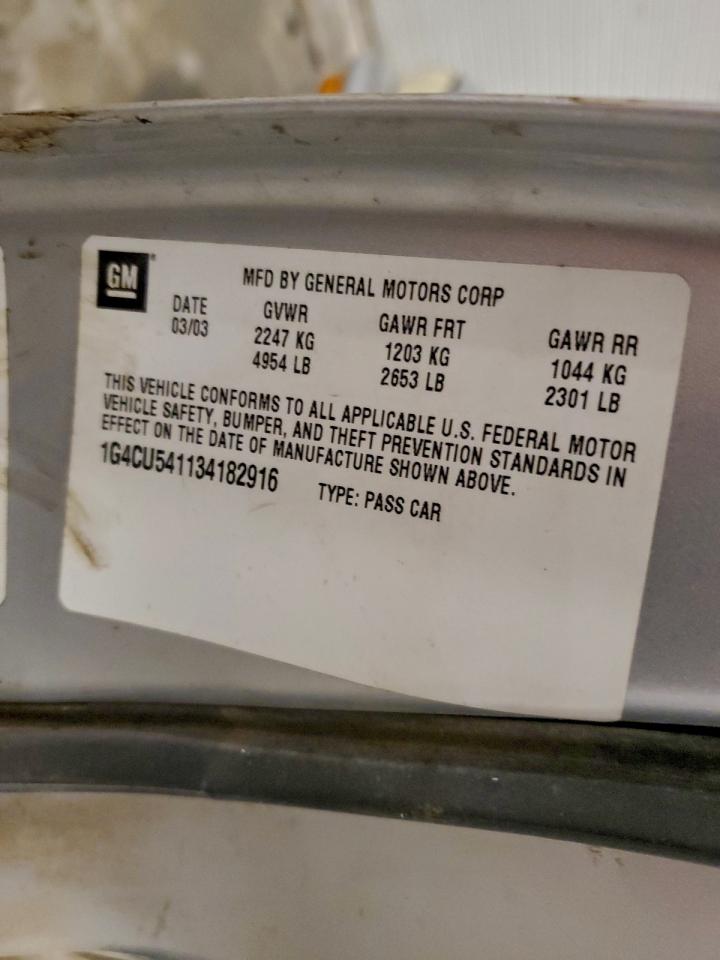 GM
MFD BY GENERAL MOTORS CORP
DATE GVWR GAWR FRT GAWR RR
03/03 2247 KG 1203 KG 1044 KG
4954 LB 2653 LB 2301 LB
THIS VEHICLE CONFORMS TO ALL APPLICABLE U.S. FEDERAL MOTOR
VEHICLE SAFETY, BUMPER, AND THEFT PREVENTION STANDARDS IN
EFFECT ON THE DATE OF MANUFACTURE SHOWN ABOVE.
1G4CU541134182916 TYPE: PASS CAR